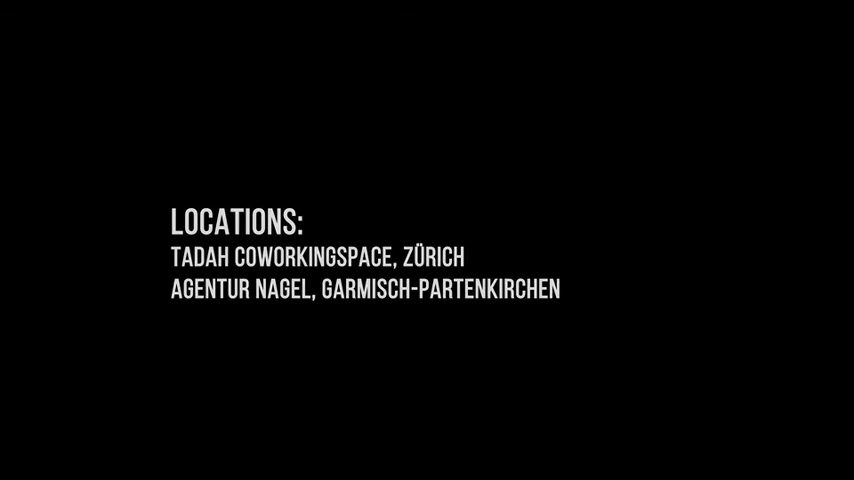 LOCATIONS:
TADAH COWORKINGSPACE, ZÜRICH
AGENTUR NAGEL, GARMISCH-PARTENKIRCHEN